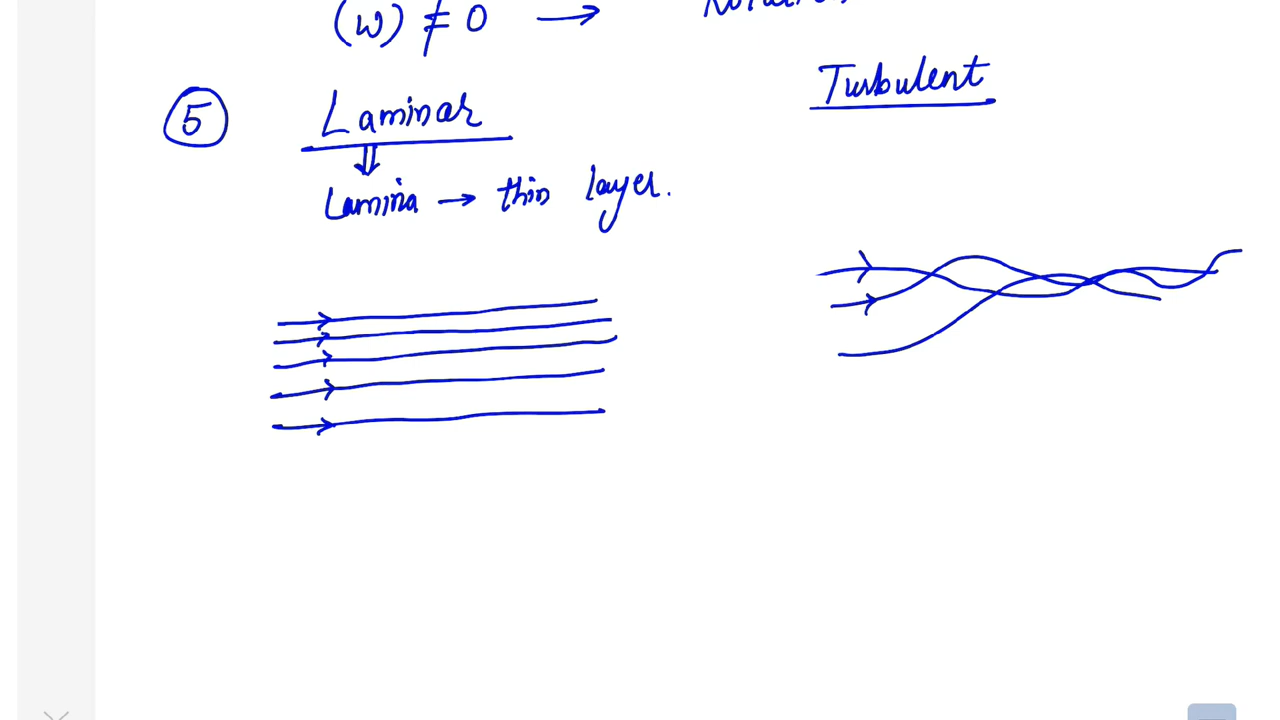 (ω) ≠ 0 →
⑤ Laminar Turbulent
⇓
Lamina → thin layer.